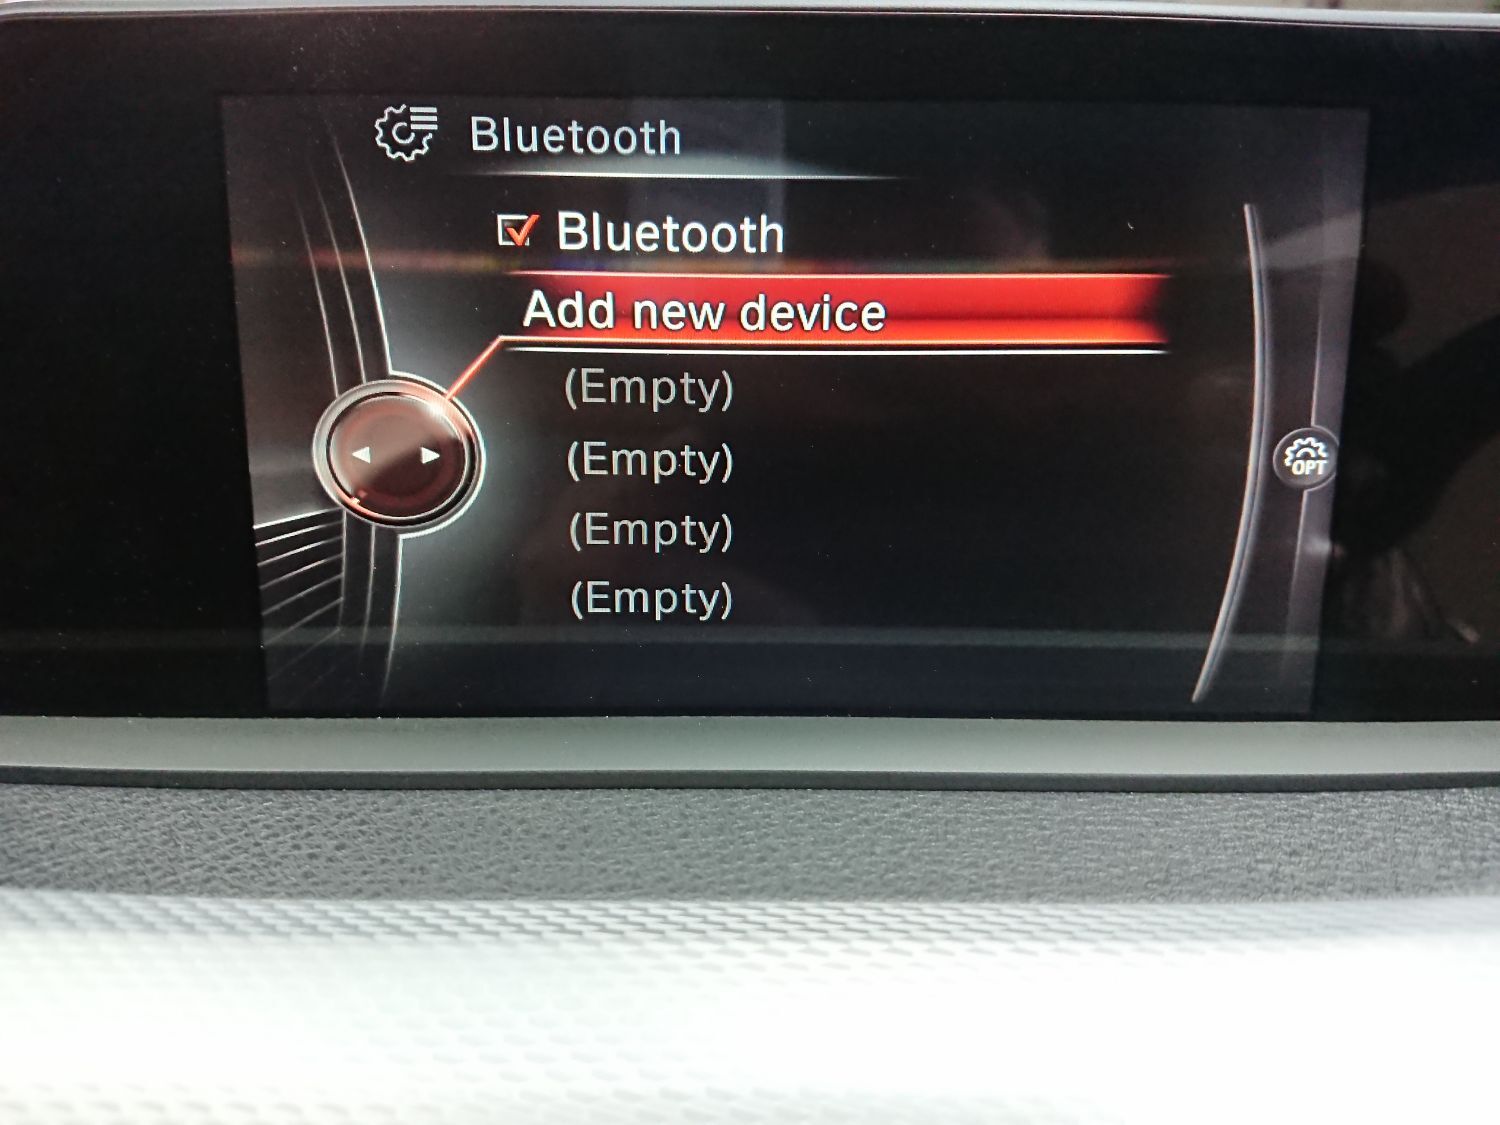 Bluetooth
Bluetooth
Add new device
(Empty)
(Empty)
OPT
(Empty)
(Empty)